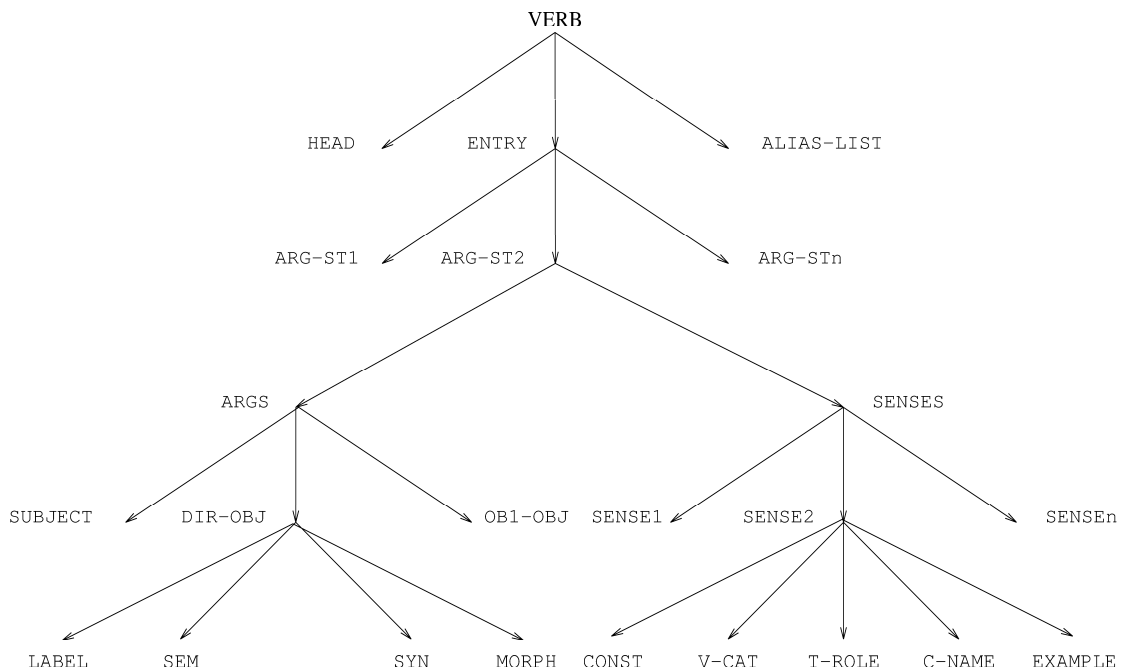 VERB
HEAD ENTRY ALIAS-LIST
ARG-ST1 ARG-ST2 ARG-STn
ARGS SENSES
SUBJECT DIR-OBJ OB1-OBJ SENSE1 SENSE2 SENSEn
LABEL SEM SYN MORPH CONST V-CAT T-ROLE C-NAME EXAMPLE